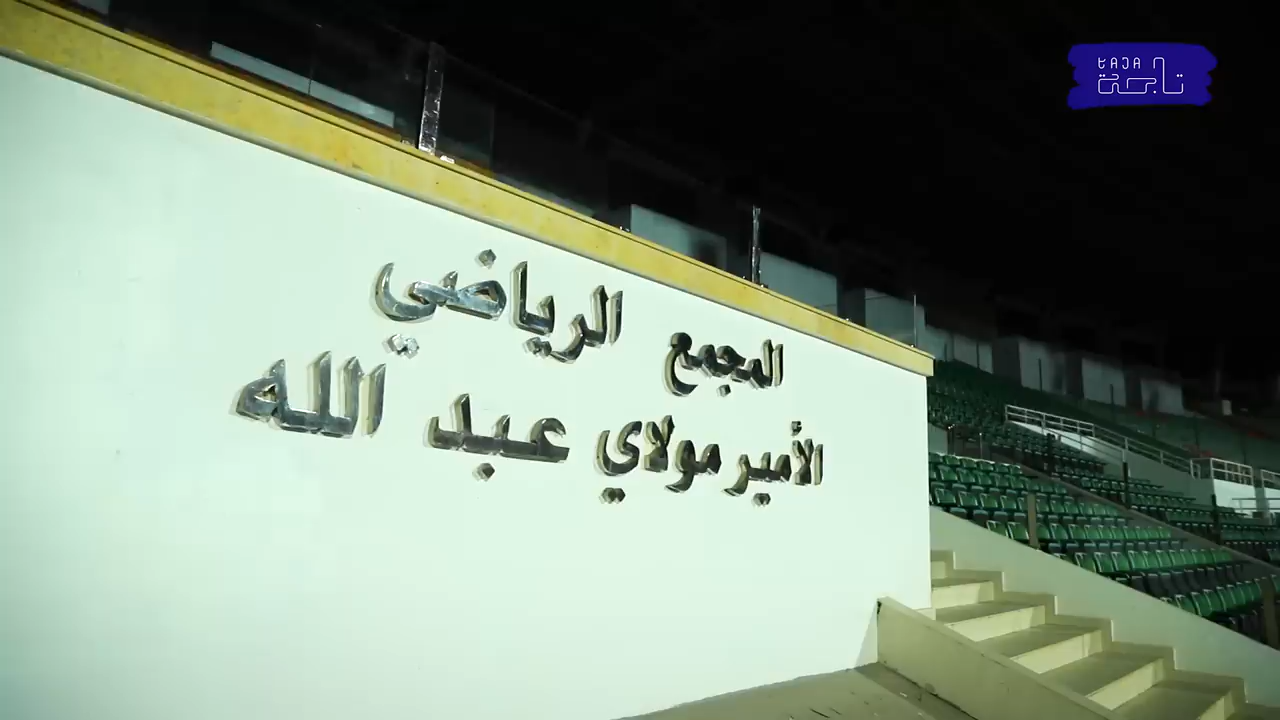 TAJA
تاجة
المجمع الرياضي
الأمير مولاي عبد الله